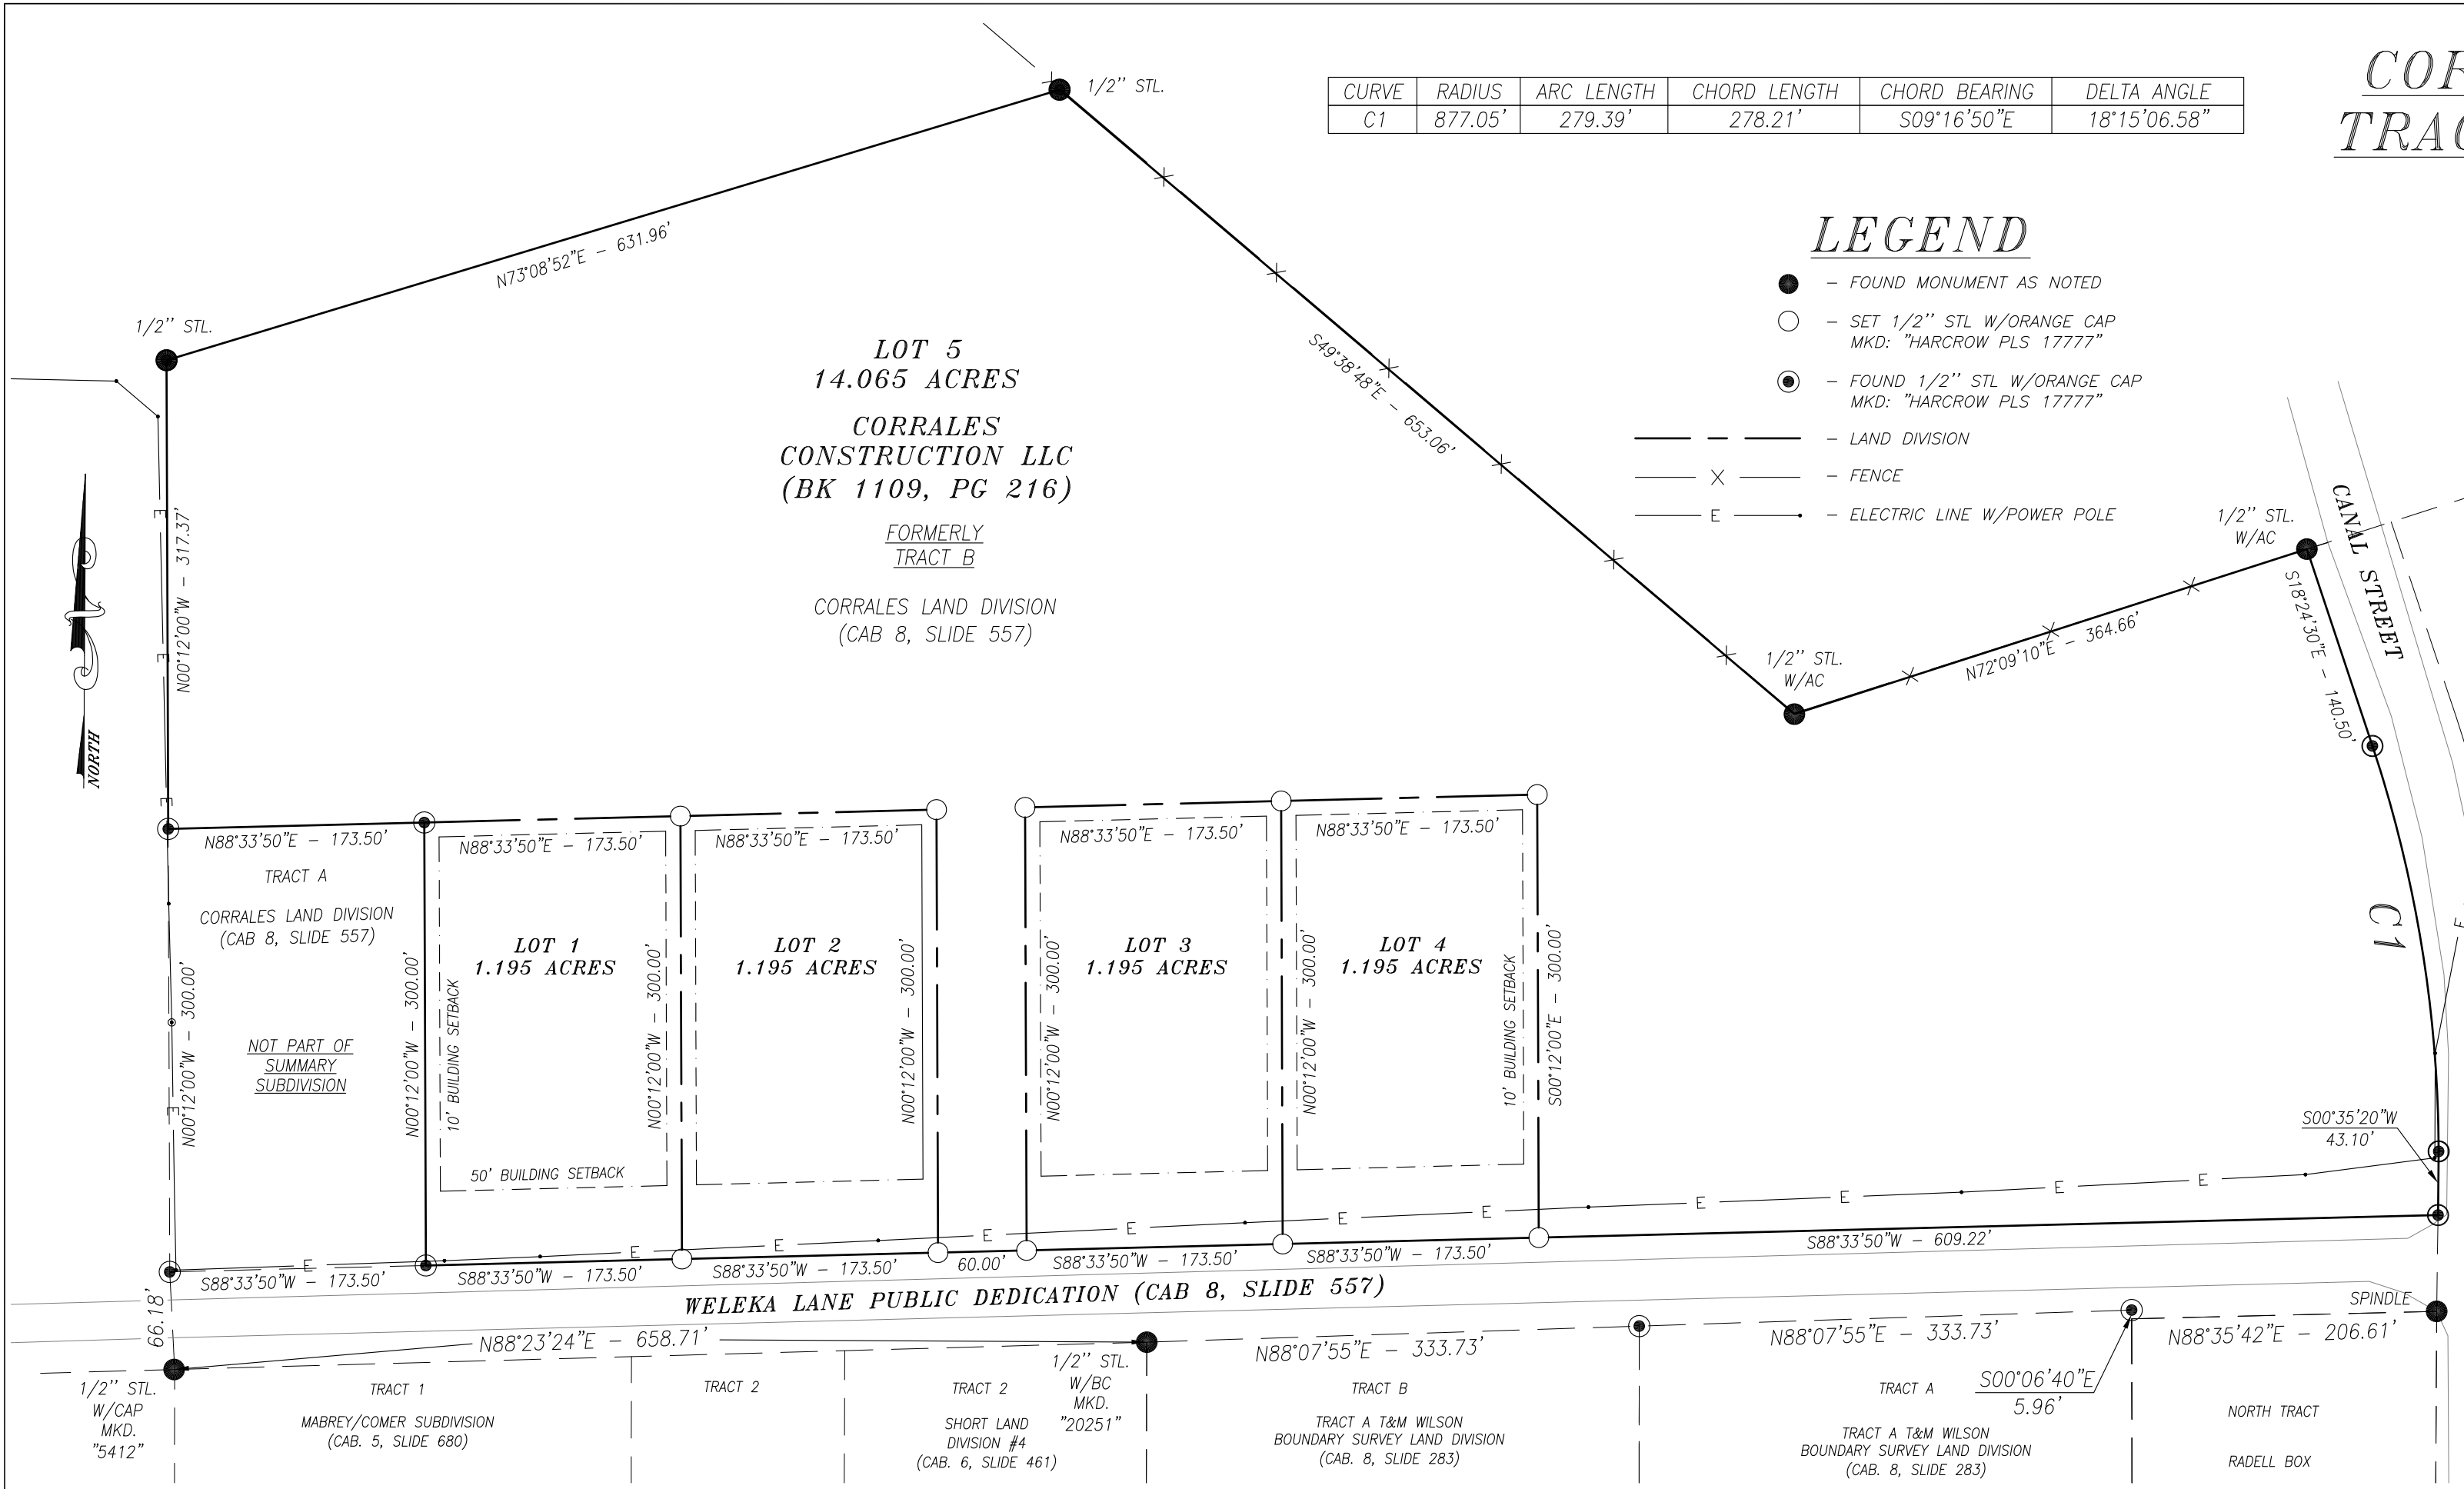 COR
TRAC
CURVE RADIUS ARC LENGTH CHORD LENGTH CHORD BEARING DELTA ANGLE
C1 877.05' 279.39' 278.21' S09°16'50"E 18°15'06.58"
LEGEND
– FOUND MONUMENT AS NOTED
– SET 1/2'' STL W/ORANGE CAP
MKD: "HARCROW PLS 17777"
– FOUND 1/2'' STL W/ORANGE CAP
MKD: "HARCROW PLS 17777"
– LAND DIVISION
X – FENCE
E – ELECTRIC LINE W/POWER POLE
1/2'' STL.
1/2'' STL.
N73°08'52"E – 631.96'
S49°38'48"E – 653.06'
LOT 5
14.065 ACRES
CORRALES
CONSTRUCTION LLC
(BK 1109, PG 216)
FORMERLY
TRACT B
CORRALES LAND DIVISION
(CAB 8, SLIDE 557)
N00°12'00"W – 317.37'
E
E
E
NORTH
1/2'' STL.
W/AC
1/2'' STL.
W/AC
N72°09'10"E – 364.66'
S18°24'30"E – 140.50'
CANAL STREET
C1
E
S00°35'20"W
43.10'
N88°33'50"E – 173.50'
N88°33'50"E – 173.50'
N88°33'50"E – 173.50'
N88°33'50"E – 173.50'
N88°33'50"E – 173.50'
TRACT A
CORRALES LAND DIVISION
(CAB 8, SLIDE 557)
NOT PART OF
SUMMARY
SUBDIVISION
N00°12'00"W – 300.00'
E
N00°12'00"W – 300.00'
10' BUILDING SETBACK
LOT 1
1.195 ACRES
50' BUILDING SETBACK
N00°12'00"W – 300.00'
LOT 2
1.195 ACRES
N00°12'00"W – 300.00'
N00°12'00"W – 300.00'
LOT 3
1.195 ACRES
N00°12'00"W – 300.00'
LOT 4
1.195 ACRES
10' BUILDING SETBACK
S00°12'00"E – 300.00'
E E E E E E E E E E E
S88°33'50"W – 173.50'
S88°33'50"W – 173.50'
S88°33'50"W – 173.50'
60.00'
S88°33'50"W – 173.50'
S88°33'50"W – 173.50'
S88°33'50"W – 609.22'
WELEKA LANE PUBLIC DEDICATION (CAB 8, SLIDE 557)
66.18'
N88°23'24"E – 658.71'
N88°07'55"E – 333.73'
N88°07'55"E – 333.73'
N88°35'42"E – 206.61'
SPINDLE
S00°06'40"E
5.96'
1/2'' STL.
W/CAP
MKD.
"5412"
TRACT 1
MABREY/COMER SUBDIVISION
(CAB. 5, SLIDE 680)
TRACT 2
TRACT 2
SHORT LAND
DIVISION #4
(CAB. 6, SLIDE 461)
1/2'' STL.
W/BC
MKD.
"20251"
TRACT B
TRACT A T&M WILSON
BOUNDARY SURVEY LAND DIVISION
(CAB. 8, SLIDE 283)
TRACT A
TRACT A T&M WILSON
BOUNDARY SURVEY LAND DIVISION
(CAB. 8, SLIDE 283)
NORTH TRACT
RADELL BOX